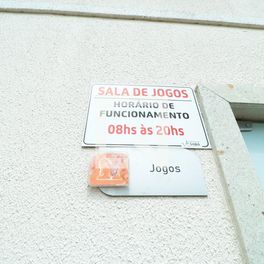 SALA DE JOGOS
HORÁRIO DE
FUNCIONAMENTO
08hs às 20hs
Jogos